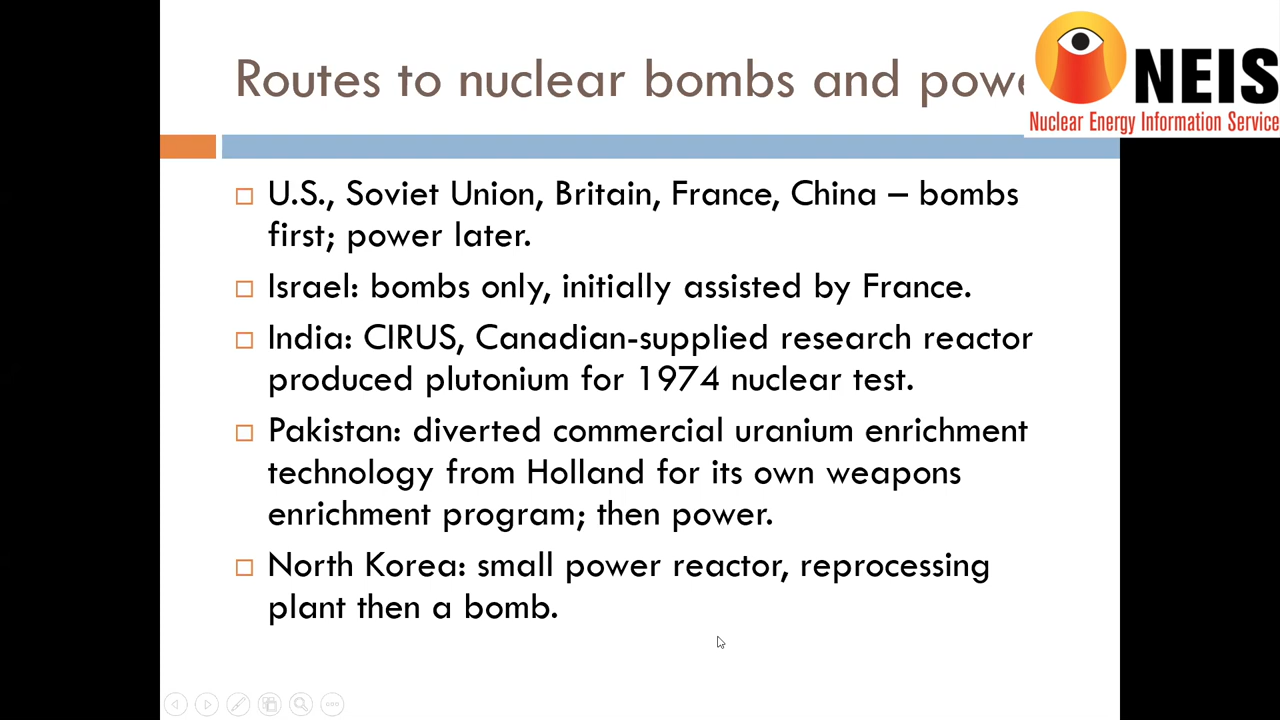 Routes to nuclear bombs and powe
NEIS
Nuclear Energy Information Service
U.S., Soviet Union, Britain, France, China – bombs
first; power later.
Israel: bombs only, initially assisted by France.
India: CIRUS, Canadian-supplied research reactor
produced plutonium for 1974 nuclear test.
Pakistan: diverted commercial uranium enrichment
technology from Holland for its own weapons
enrichment program; then power.
North Korea: small power reactor, reprocessing
plant then a bomb.